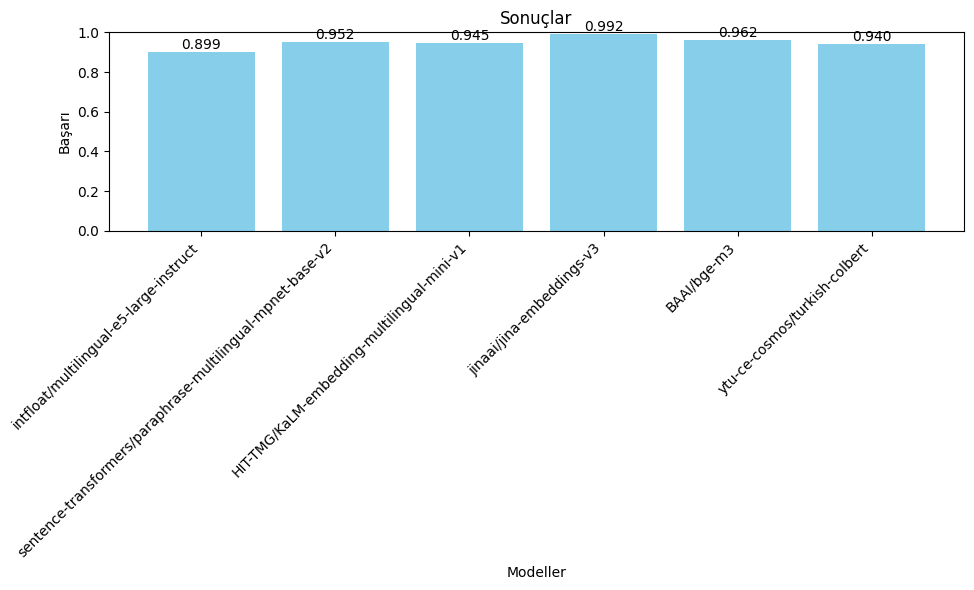 Sonuçlar
0.899
0.952
0.945
0.992
0.962
0.940
1.0
0.8
0.6
0.4
0.2
0.0
Başarı
intfloat/multilingual-e5-large-instruct
sentence-transformers/paraphrase-multilingual-mpnet-base-v2
HIT-TMG/KaLM-embedding-multilingual-mini-v1
jinaai/jina-embeddings-v3
BAAI/bge-m3
ytu-ce-cosmos/turkish-colbert
Modeller